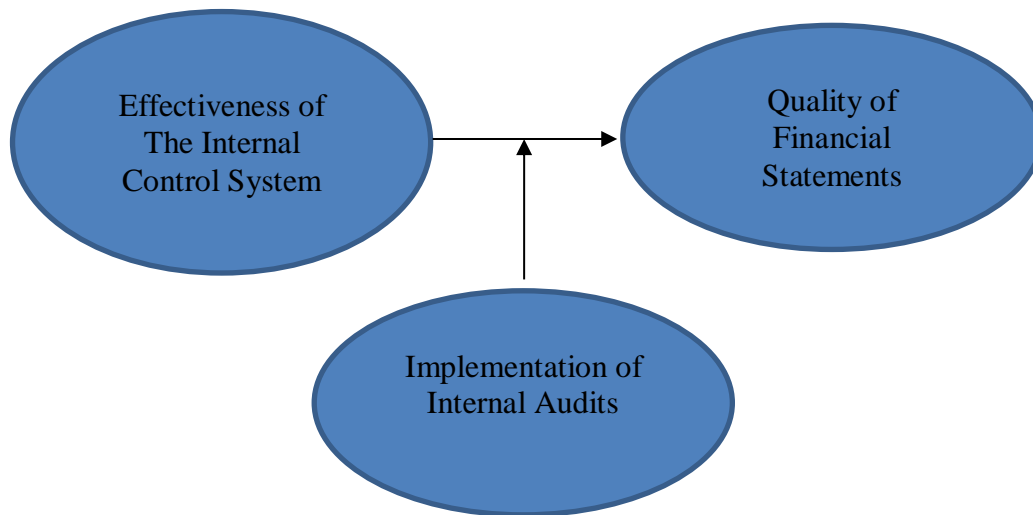 Effectiveness of
The Internal
Control System
Quality of
Financial
Statements
Implementation of
Internal Audits